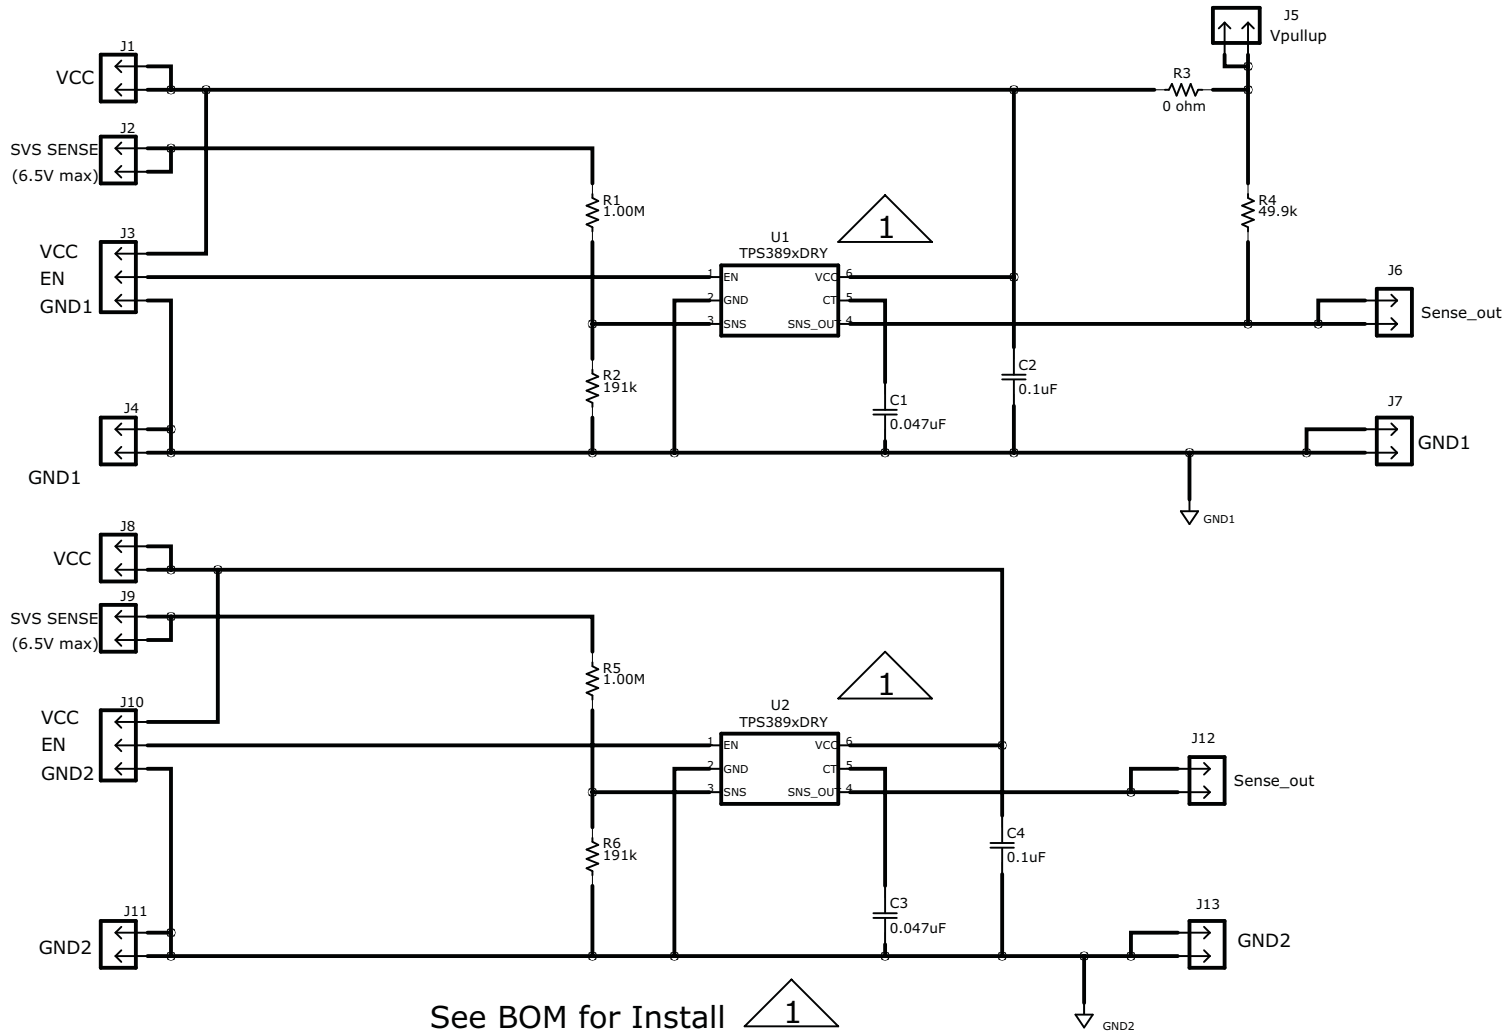 J5
Vpullup
J1
VCC
R3
0 ohm
J2
SVS SENSE
(6.5V max)
R1
1.00M
R4
49.9k
1
J3
VCC
EN
GND1
U1
TPS389xDRY
1 EN VCC 6
2 GND CT 5
3 SNS SNS_OUT 4
J6
Sense_out
R2
191k
C2
0.1uF
C1
0.047uF
J4
GND1
J7
GND1
GND1
J8
VCC
J9
SVS SENSE
(6.5V max)
R5
1.00M
1
J10
VCC
EN
GND2
U2
TPS389xDRY
1 EN VCC 6
2 GND CT 5
3 SNS SNS_OUT 4
J12
Sense_out
R6
191k
C4
0.1uF
C3
0.047uF
J11
GND2
J13
GND2
GND2
See BOM for Install 1